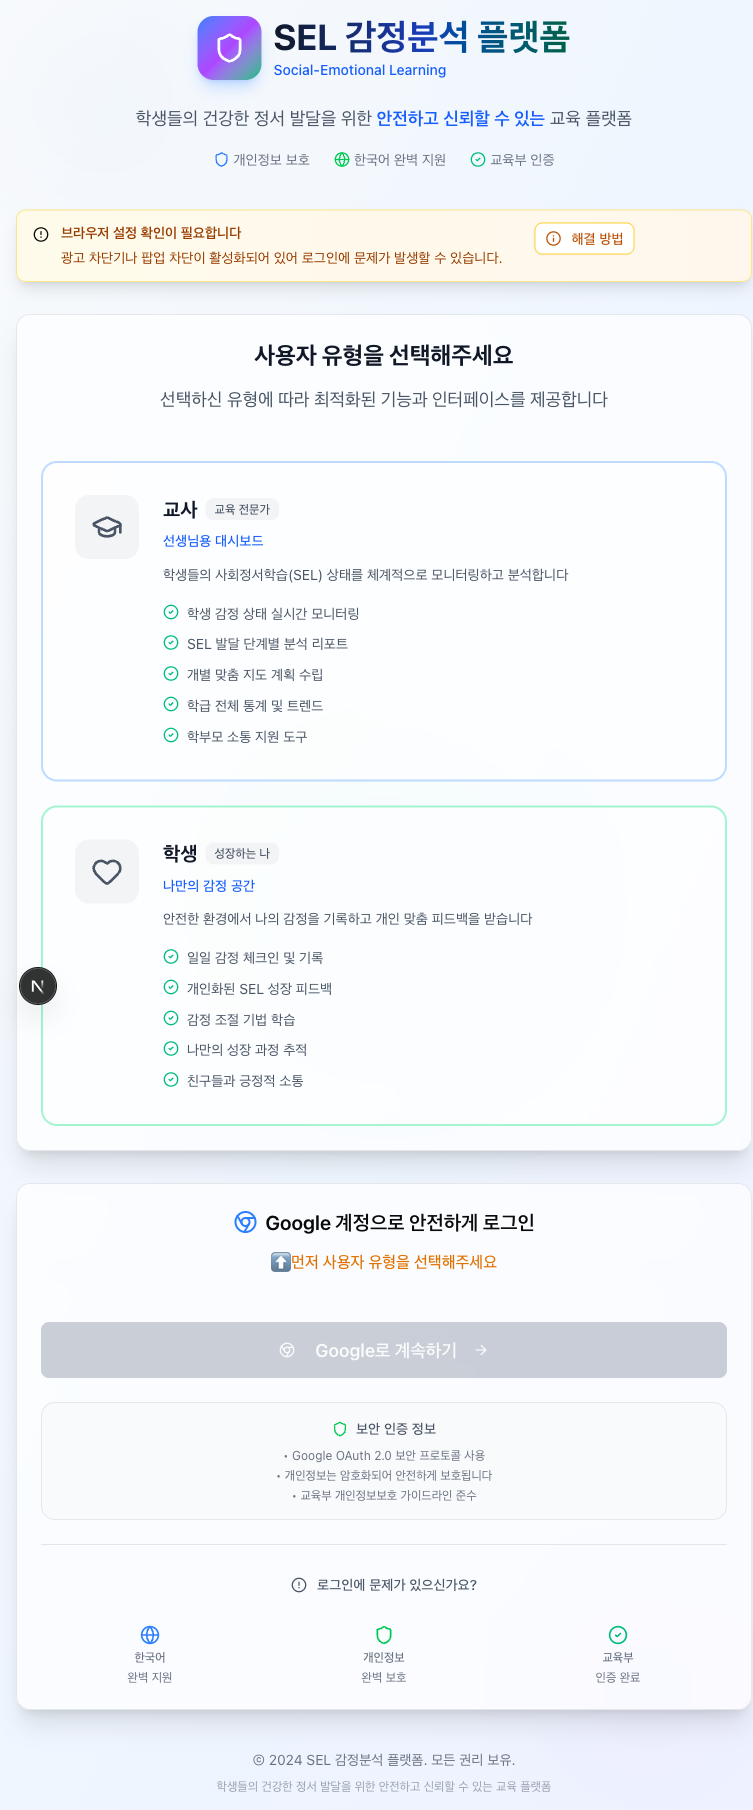 SEL 감정분석 플랫폼
Social-Emotional Learning
학생들의 건강한 정서 발달을 위한 안전하고 신뢰할 수 있는 교육 플랫폼
개인정보 보호
한국어 완벽 지원
교육부 인증
브라우저 설정 확인이 필요합니다
광고 차단기나 팝업 차단이 활성화되어 있어 로그인에 문제가 발생할 수 있습니다.
해결 방법
사용자 유형을 선택해주세요
선택하신 유형에 따라 최적화된 기능과 인터페이스를 제공합니다
교사 교육 전문가
선생님용 대시보드
학생들의 사회정서학습(SEL) 상태를 체계적으로 모니터링하고 분석합니다
학생 감정 상태 실시간 모니터링
SEL 발달 단계별 분석 리포트
개별 맞춤 지도 계획 수립
학급 전체 통계 및 트렌드
학부모 소통 지원 도구
학생 성장하는 나
나만의 감정 공간
안전한 환경에서 나의 감정을 기록하고 개인 맞춤 피드백을 받습니다
일일 감정 체크인 및 기록
개인화된 SEL 성장 피드백
N
감정 조절 기법 학습
나만의 성장 과정 추적
친구들과 긍정적 소통
Google 계정으로 안전하게 로그인
⬆️먼저 사용자 유형을 선택해주세요
Google로 계속하기 →
보안 인증 정보
• Google OAuth 2.0 보안 프로토콜 사용
• 개인정보는 암호화되어 안전하게 보호됩니다
• 교육부 개인정보보호 가이드라인 준수
로그인에 문제가 있으신가요?
한국어
완벽 지원
개인정보
완벽 보호
교육부
인증 완료
© 2024 SEL 감정분석 플랫폼. 모든 권리 보유.
학생들의 건강한 정서 발달을 위한 안전하고 신뢰할 수 있는 교육 플랫폼